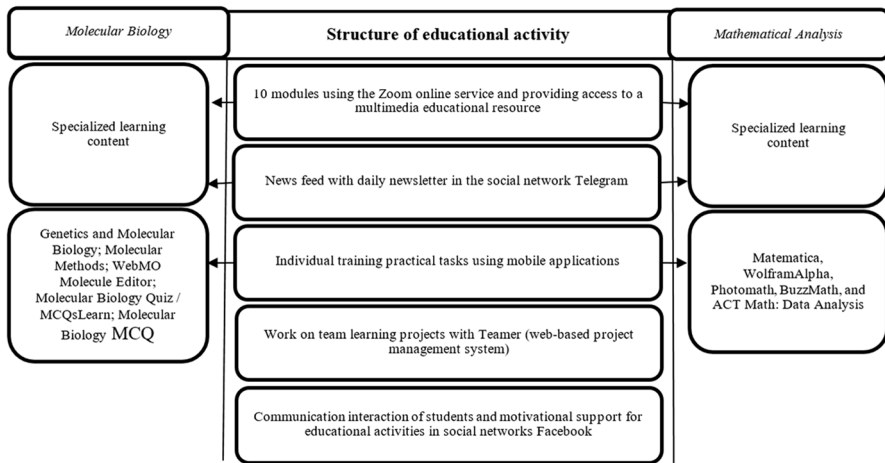 Molecular Biology
Structure of educational activity
Mathematical Analysis
Specialized learning
content
10 modules using the Zoom online service and providing access to a
multimedia educational resource
Specialized learning
content
News feed with daily newsletter in the social network Telegram
Genetics and Molecular
Biology; Molecular
Methods; WebMO
Molecule Editor;
Molecular Biology Quiz /
MCQsLearn; Molecular
Biology MCQ
Individual training practical tasks using mobile applications
Matematica,
WolframAlpha,
Photomath, BuzzMath, and
ACT Math: Data Analysis
Work on team learning projects with Teamer (web-based project
management system)
Communication interaction of students and motivational support for
educational activities in social networks Facebook